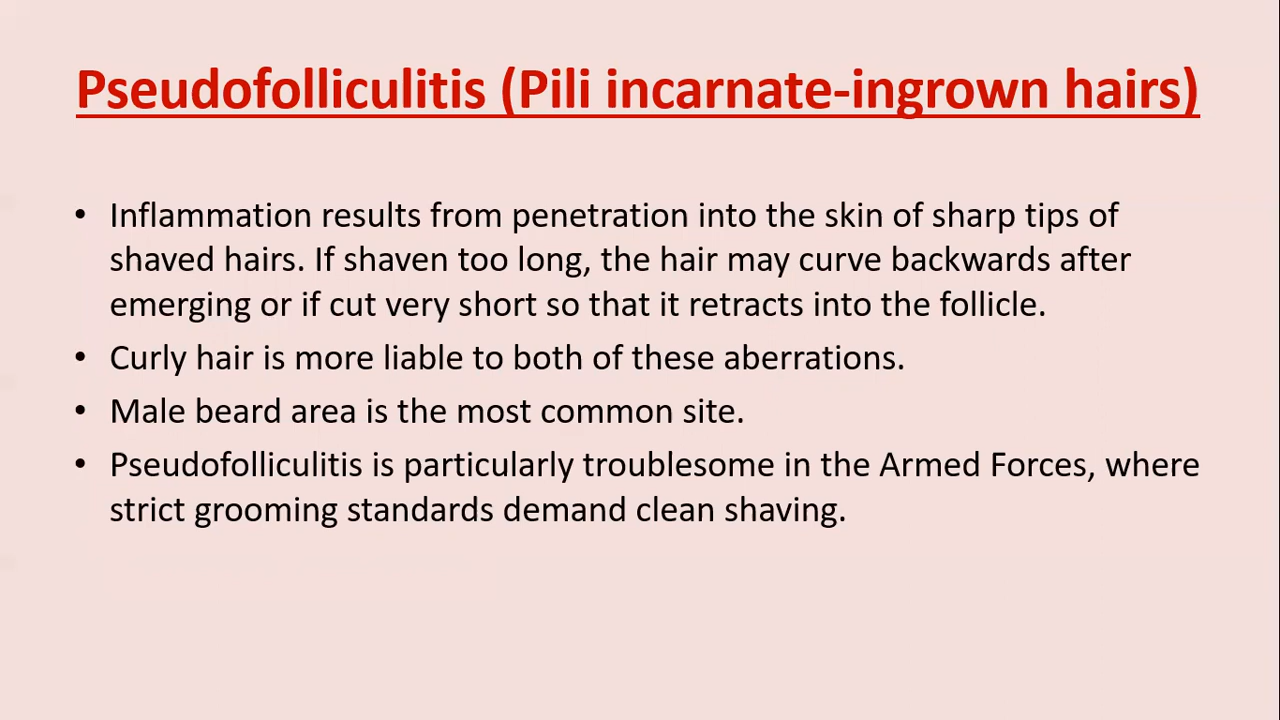 Pseudofolliculitis (Pili incarnate-ingrown hairs)
• Inflammation results from penetration into the skin of sharp tips of
shaved hairs. If shaven too long, the hair may curve backwards after
emerging or if cut very short so that it retracts into the follicle.
• Curly hair is more liable to both of these aberrations.
• Male beard area is the most common site.
• Pseudofolliculitis is particularly troublesome in the Armed Forces, where
strict grooming standards demand clean shaving.